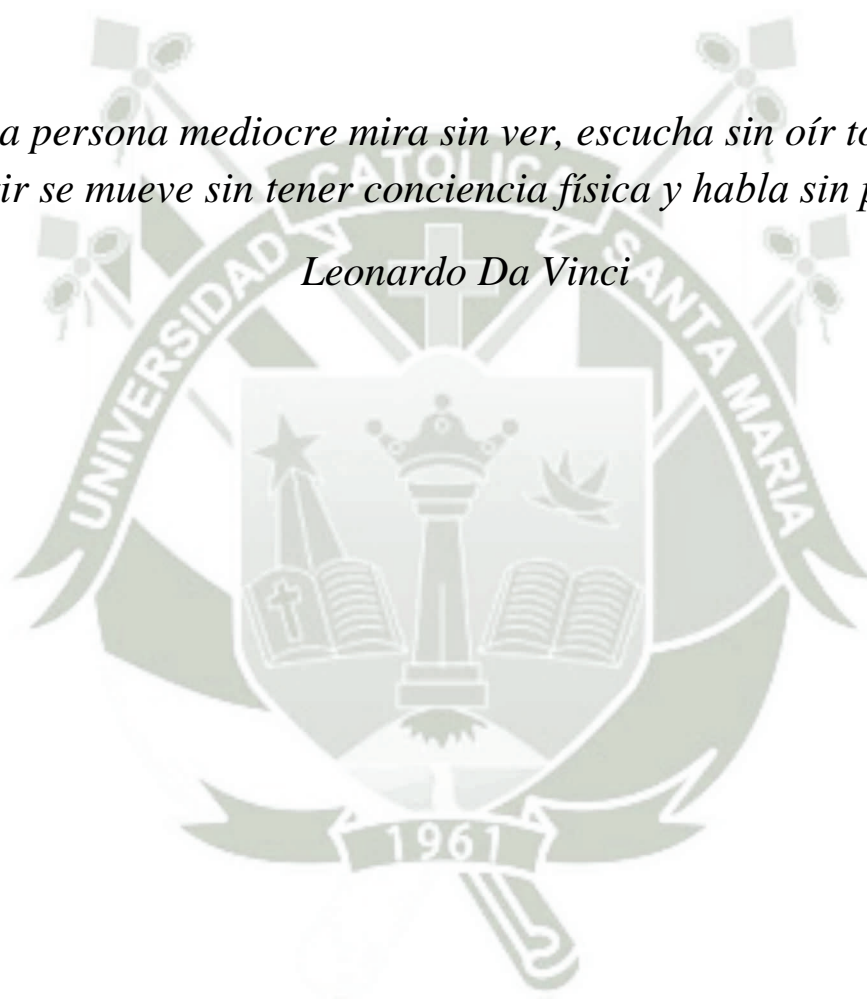 a persona mediocre mira sin ver, escucha sin oír
ir se mueve sin tener conciencia física y habla sin
Leonardo Da Vinci
UNIVERSIDAD CATOLICA SANTA MARIA
1961